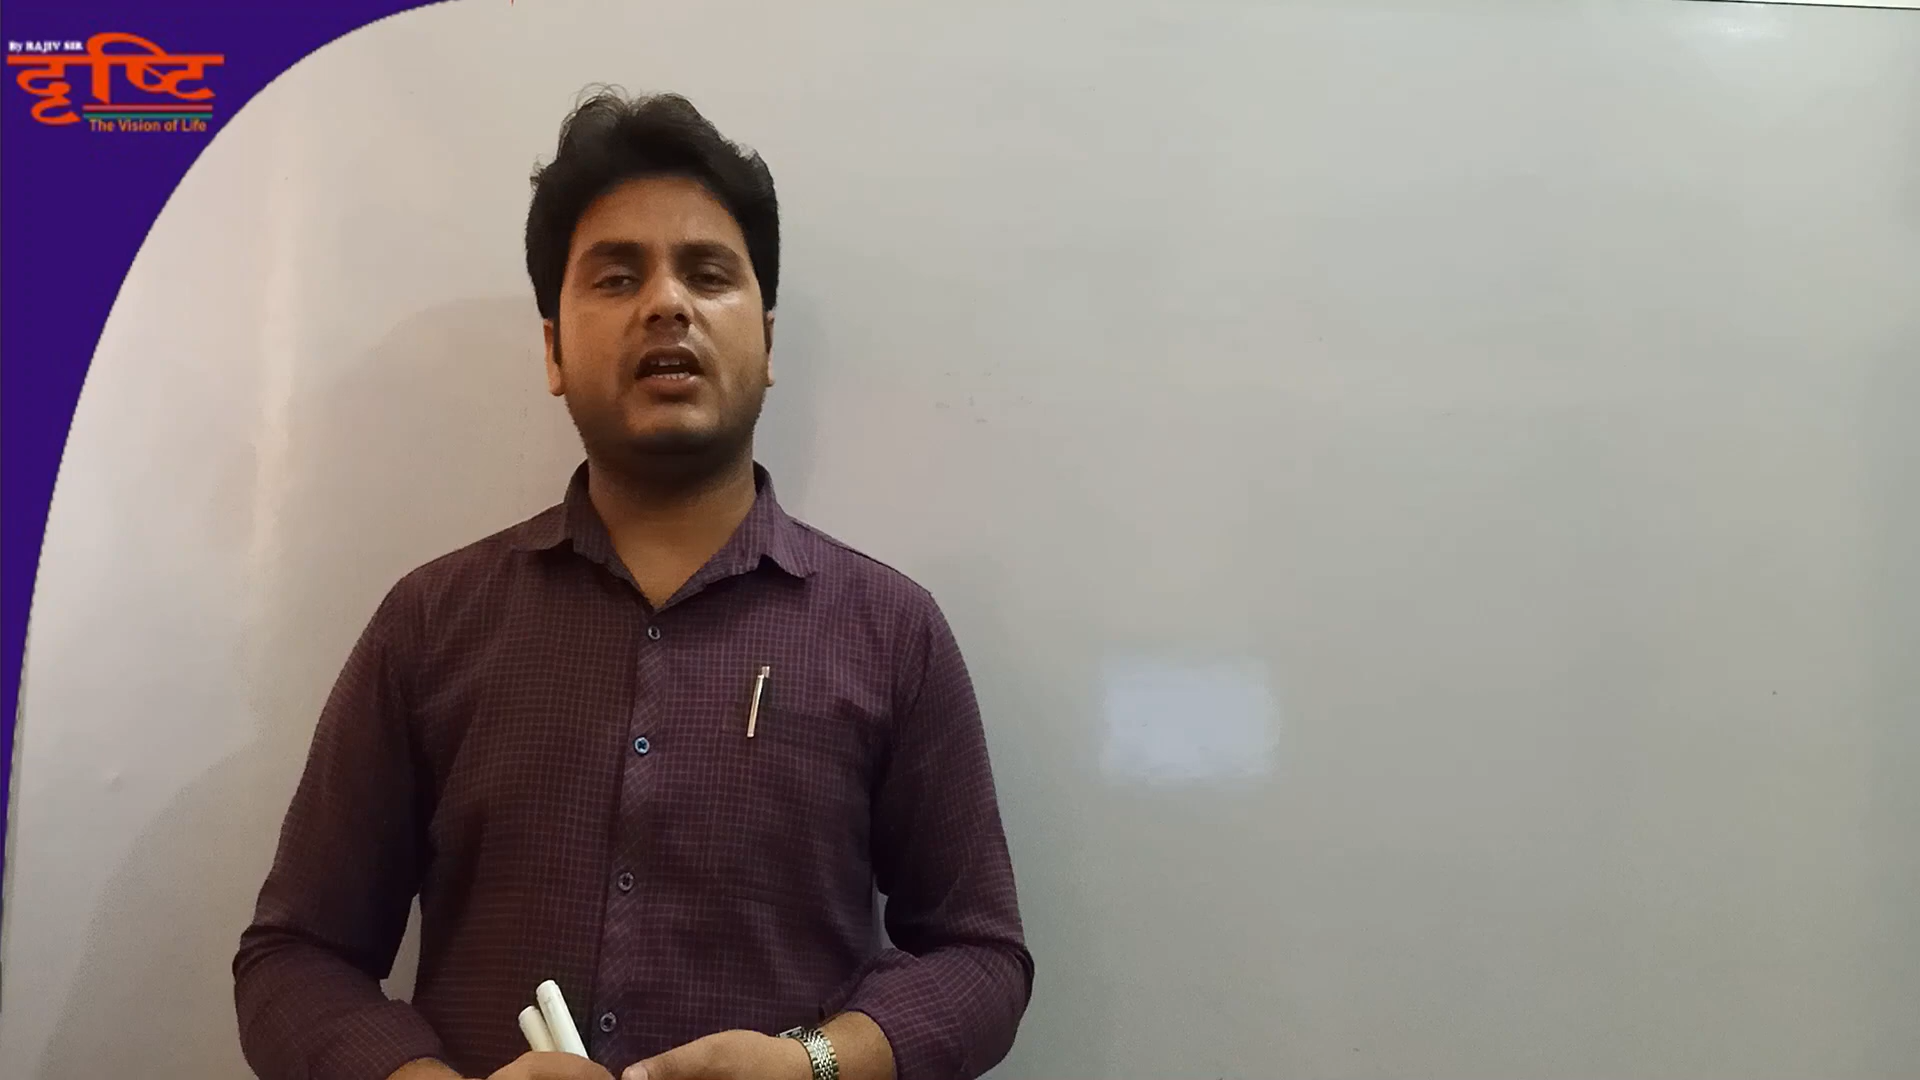 By RAJIV SIR
दृष्टि
The Vision of Life